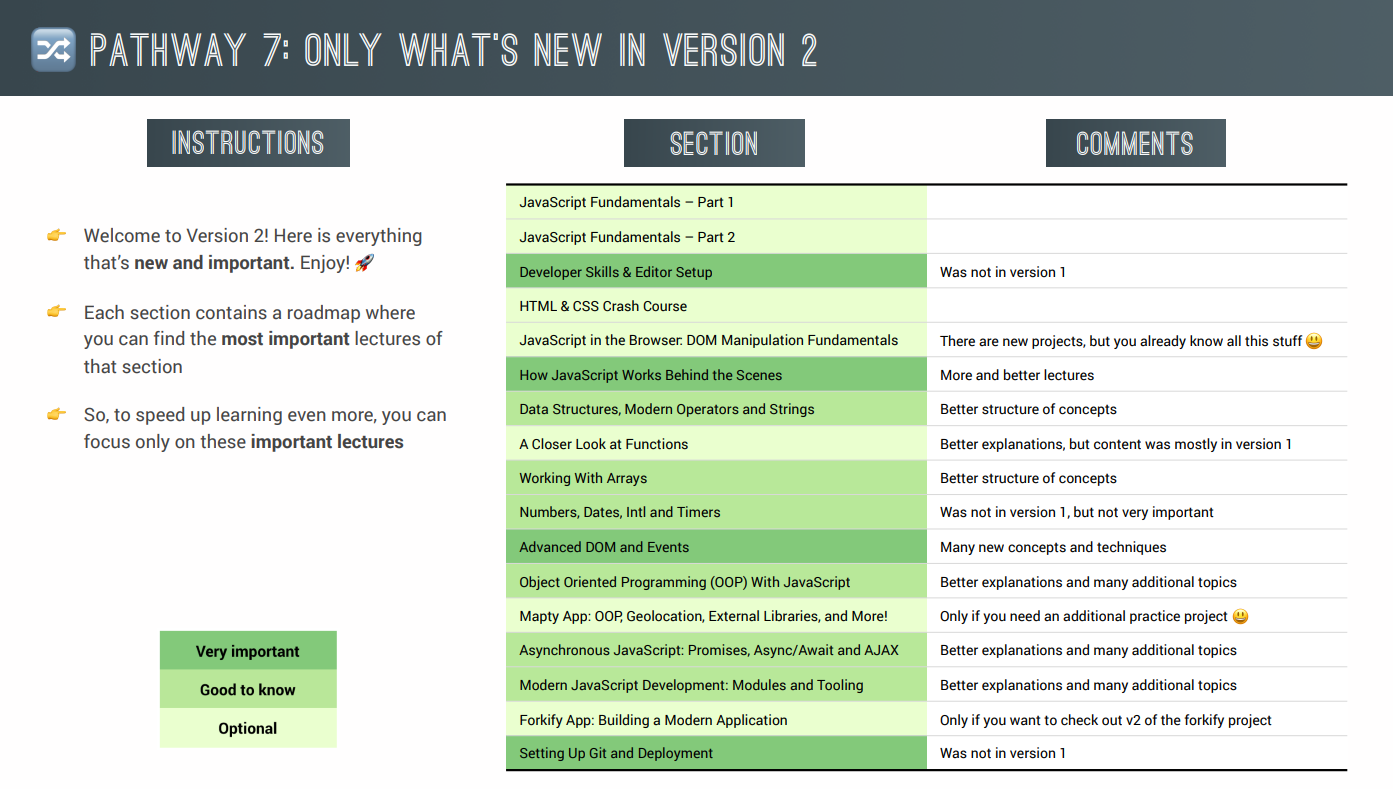 PATHWAY 7: ONLY WHAT'S NEW IN VERSION 2
INSTRUCTIONS
👉 Welcome to Version 2! Here is everything
that's new and important. Enjoy! 🚀
👉 Each section contains a roadmap where
you can find the most important lectures of
that section
👉 So, to speed up learning even more, you can
focus only on these important lectures
Very important
Good to know
Optional
SECTION COMMENTS
JavaScript Fundamentals – Part 1
JavaScript Fundamentals – Part 2
Developer Skills & Editor Setup Was not in version 1
HTML & CSS Crash Course
JavaScript in the Browser: DOM Manipulation Fundamentals There are new projects, but you already know all this stuff 😃
How JavaScript Works Behind the Scenes More and better lectures
Data Structures, Modern Operators and Strings Better structure of concepts
A Closer Look at Functions Better explanations, but content was mostly in version 1
Working With Arrays Better structure of concepts
Numbers, Dates, Intl and Timers Was not in version 1, but not very important
Advanced DOM and Events Many new concepts and techniques
Object Oriented Programming (OOP) With JavaScript Better explanations and many additional topics
Mapty App: OOP, Geolocation, External Libraries, and More! Only if you need an additional practice project 😃
Asynchronous JavaScript: Promises, Async/Await and AJAX Better explanations and many additional topics
Modern JavaScript Development: Modules and Tooling Better explanations and many additional topics
Forkify App: Building a Modern Application Only if you want to check out v2 of the forkify project
Setting Up Git and Deployment Was not in version 1